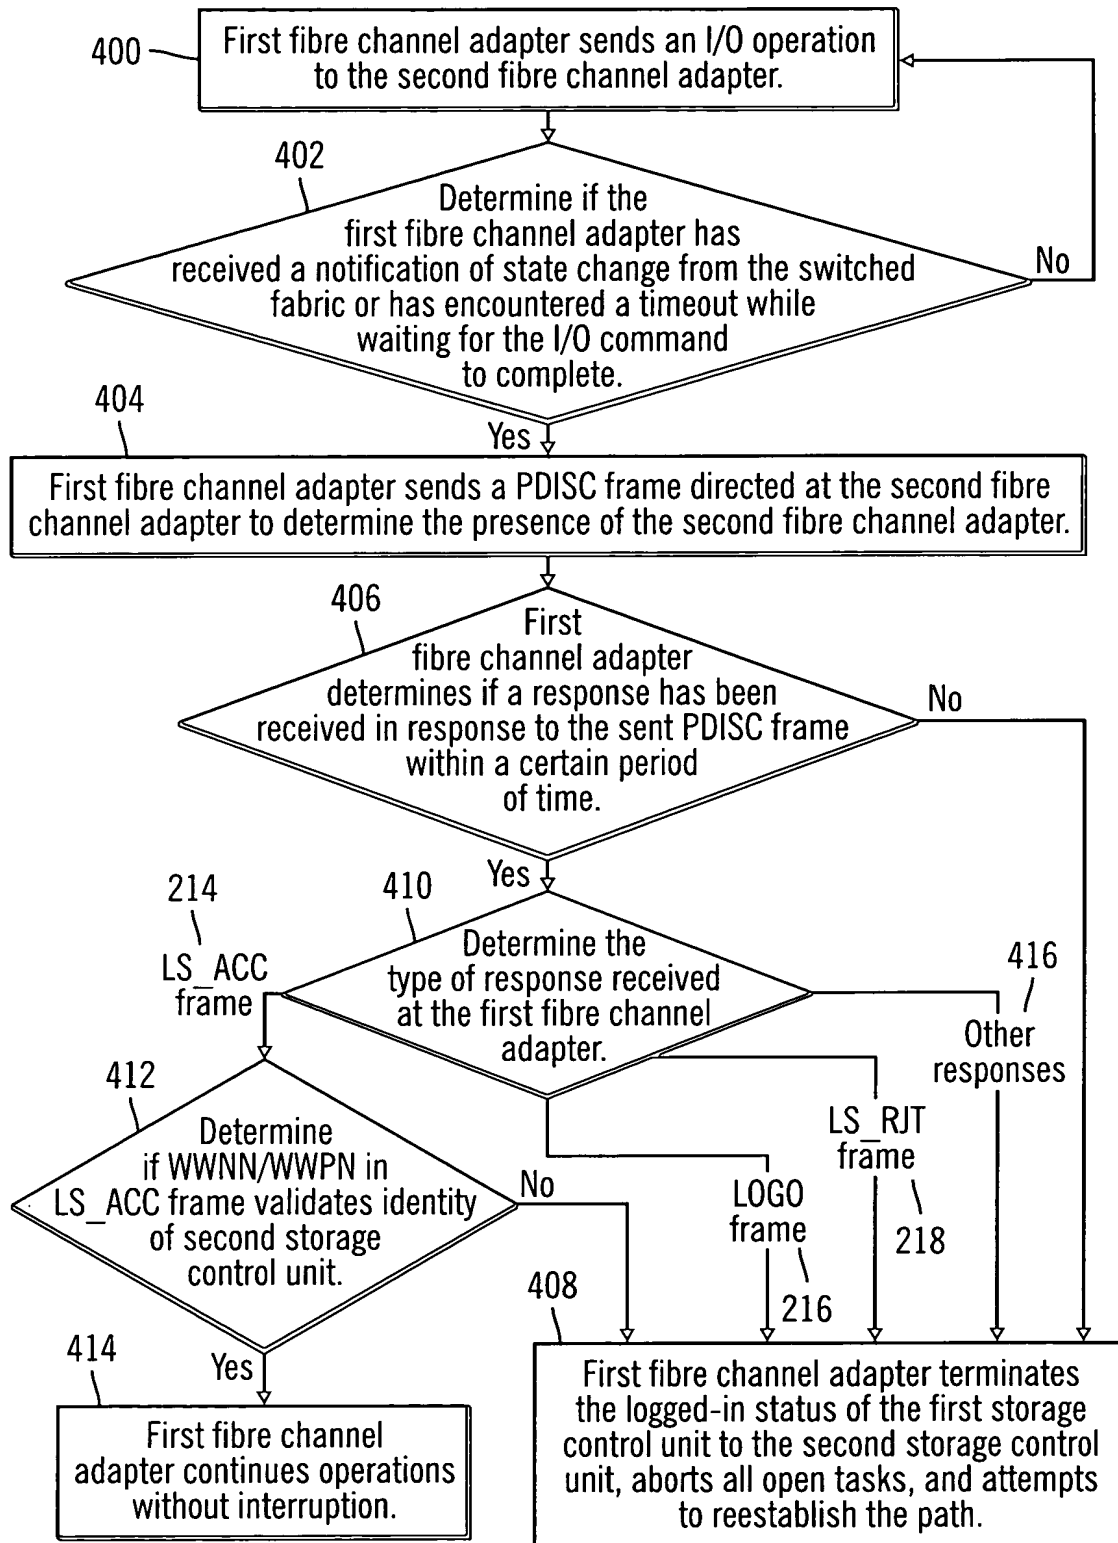 400
First fibre channel adapter sends an I/O operation
to the second fibre channel adapter.
402
Determine if the
first fibre channel adapter has
received a notification of state change from the switched
fabric or has encountered a timeout while
waiting for the I/O command
to complete.
No
404
Yes
First fibre channel adapter sends a PDISC frame directed at the second fibre
channel adapter to determine the presence of the second fibre channel adapter.
406
First
fibre channel adapter
determines if a response has been
received in response to the sent PDISC frame
within a certain period
of time.
No
Yes
410
214
LS_ACC
frame
Determine the
type of response received
at the first fibre channel
adapter.
416
Other
responses
412
Determine
if WWNN/WWPN in
LS_ACC frame validates identity
of second storage
control unit.
No
LS_RJT
frame
218
LOGO
frame
216
408
414
Yes
First fibre channel
adapter continues operations
without interruption.
First fibre channel adapter terminates
the logged-in status of the first storage
control unit to the second storage control
unit, aborts all open tasks, and attempts
to reestablish the path.